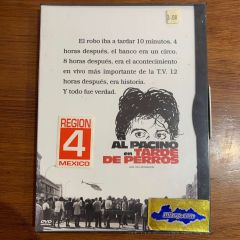 El robo iba a tardar 10 minutos. 4
horas después, el banco era un circo.
8 horas después, era el acontecimiento
en vivo más importante de la T.V. 12
horas después, era historia.
Y todo fue verdad.
REGION
4
MEXICO
AL PACINO
en TARDE
DE PERROS
DVD